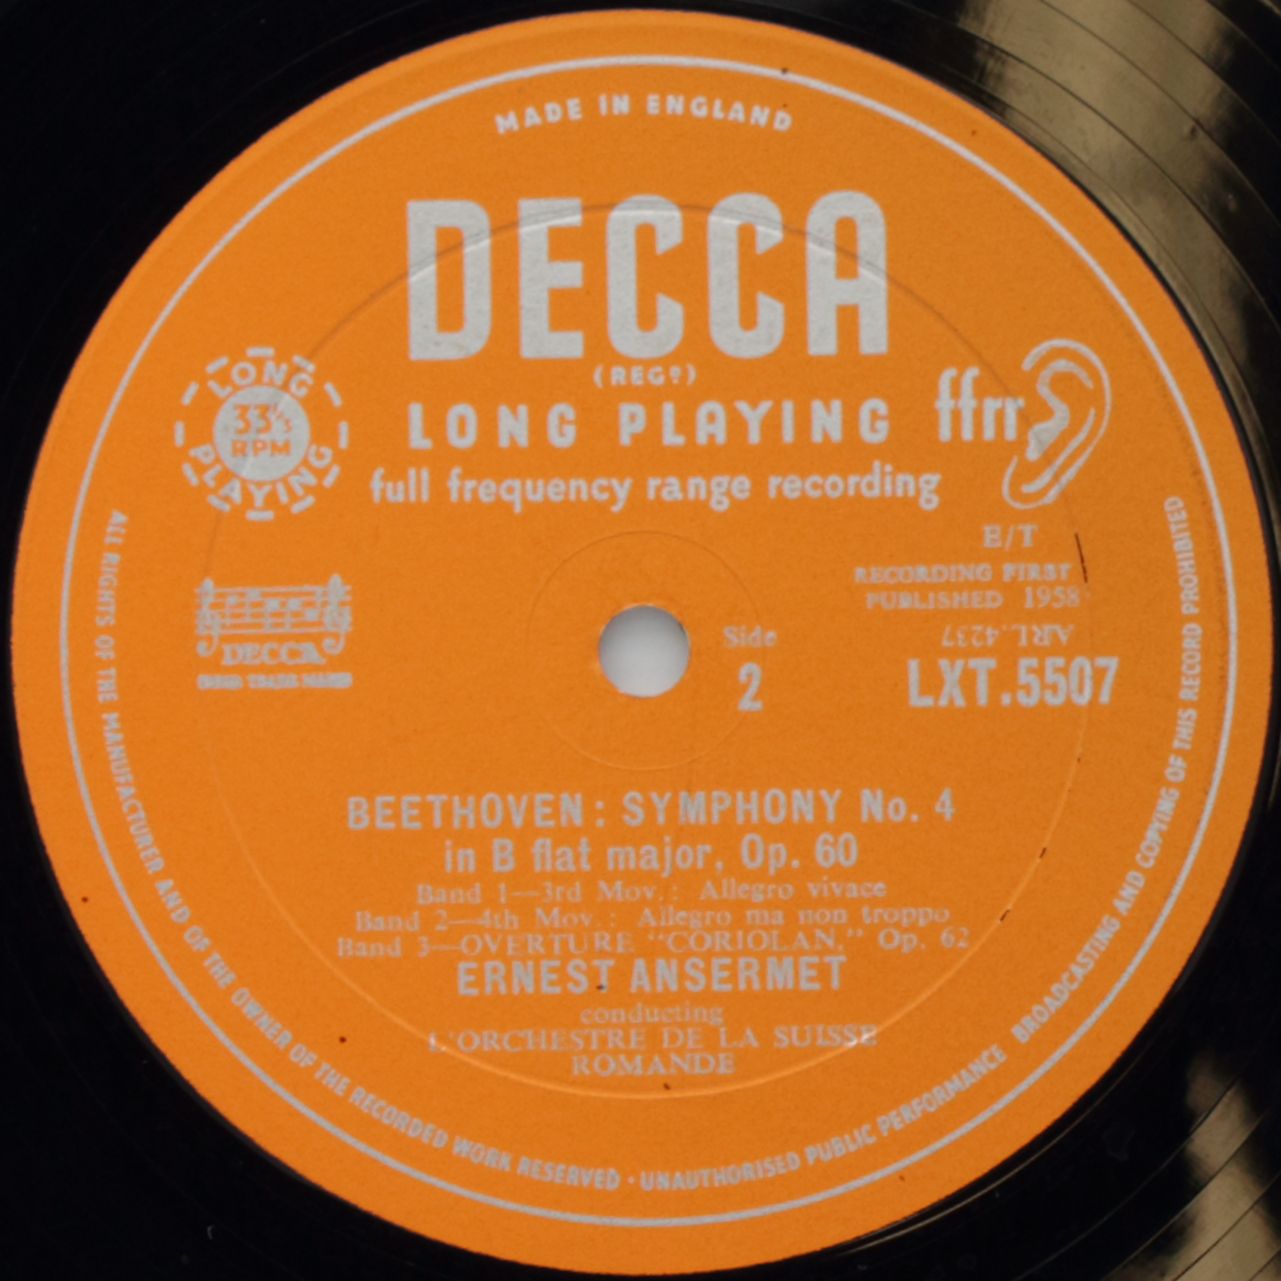 MADE IN ENGLAND
DECCA
(REGD)
LONG PLAYING
full frequency range recording
LONG
33⅓
RPM
PLAYING
ffrr
E/T
RECORDING FIRST
PUBLISHED 1958
ARL.4237
LXT.5507
DECCA
TRADE MARK
Side
2
BEETHOVEN: SYMPHONY No. 4
in B flat major, Op. 60
Band 1—3rd Mov.: Allegro vivace
Band 2—4th Mov.: Allegro ma non troppo
Band 3—OVERTURE "CORIOLAN," Op. 62
ERNEST ANSERMET
conducting
L'ORCHESTRE DE LA SUISSE
ROMANDE
ALL RIGHTS OF THE MANUFACTURER AND OF THE OWNER OF THE RECORDED WORK RESERVED · UNAUTHORISED PUBLIC PERFORMANCE BROADCASTING AND COPYING OF THIS RECORD PROHIBITED